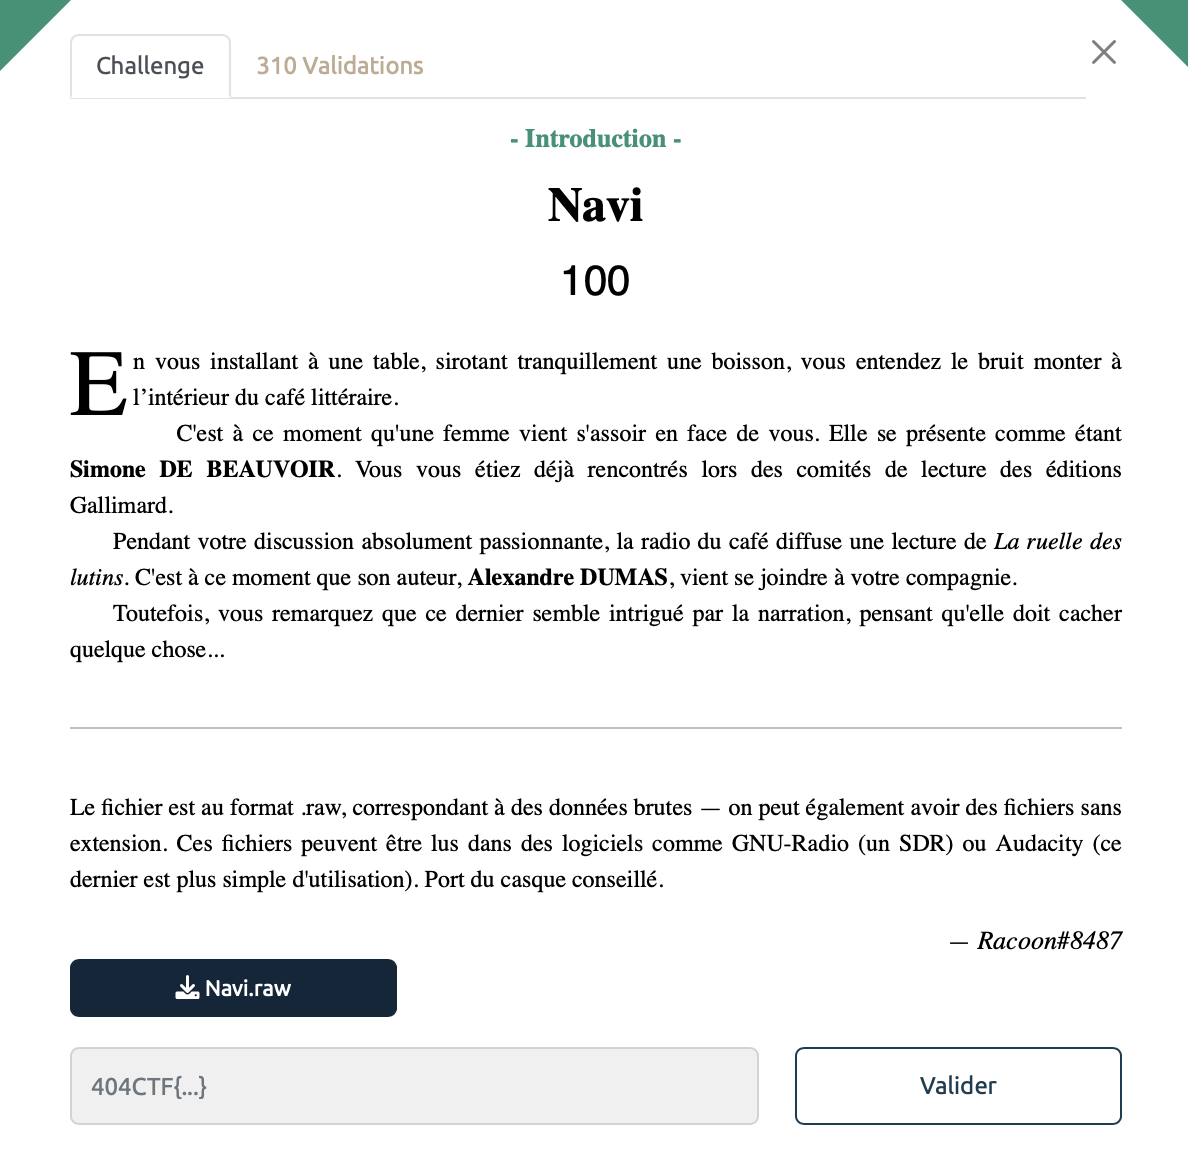 Challenge
310 Validations
- Introduction -
Navi
100
En vous installant à une table, sirotant tranquillement une boisson, vous entendez le bruit monter à
l’intérieur du café littéraire.
C'est à ce moment qu'une femme vient s'assoir en face de vous. Elle se présente comme étant
Simone DE BEAUVOIR. Vous vous étiez déjà rencontrés lors des comités de lecture des éditions
Gallimard.
Pendant votre discussion absolument passionnante, la radio du café diffuse une lecture de La ruelle des
lutins. C'est à ce moment que son auteur, Alexandre DUMAS, vient se joindre à votre compagnie.
Toutefois, vous remarquez que ce dernier semble intrigué par la narration, pensant qu'elle doit cacher
quelque chose...
Le fichier est au format .raw, correspondant à des données brutes — on peut également avoir des fichiers sans
extension. Ces fichiers peuvent être lus dans des logiciels comme GNU-Radio (un SDR) ou Audacity (ce
dernier est plus simple d'utilisation). Port du casque conseillé.
— Racoon#8487
Navi.raw
404CTF{...}
Valider